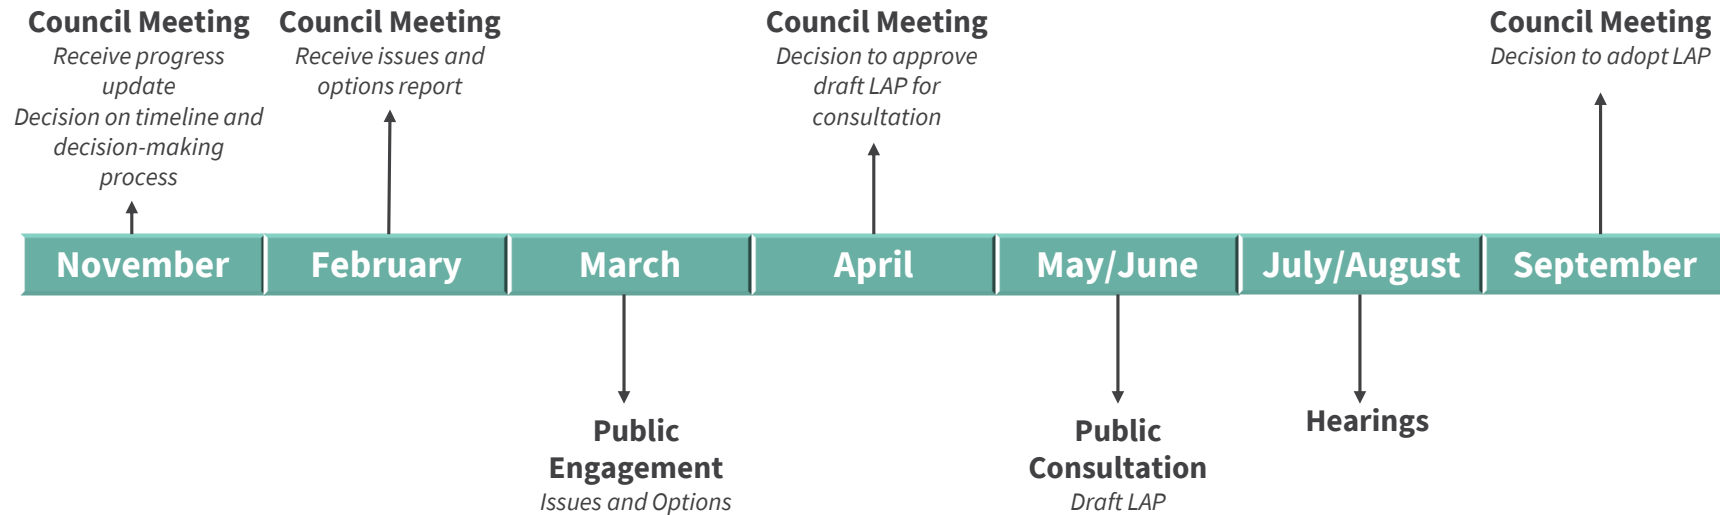 Council Meeting
Receive progress
update
Decision on timeline and
decision-making
process
Council Meeting
Receive issues and
options report
Council Meeting
Decision to approve
draft LAP for
consultation
Council Meeting
Decision to adopt LAP
November
February
March
April
May/June
July/August
September
Public
Engagement
Issues and Options
Public
Consultation
Draft LAP
Hearings